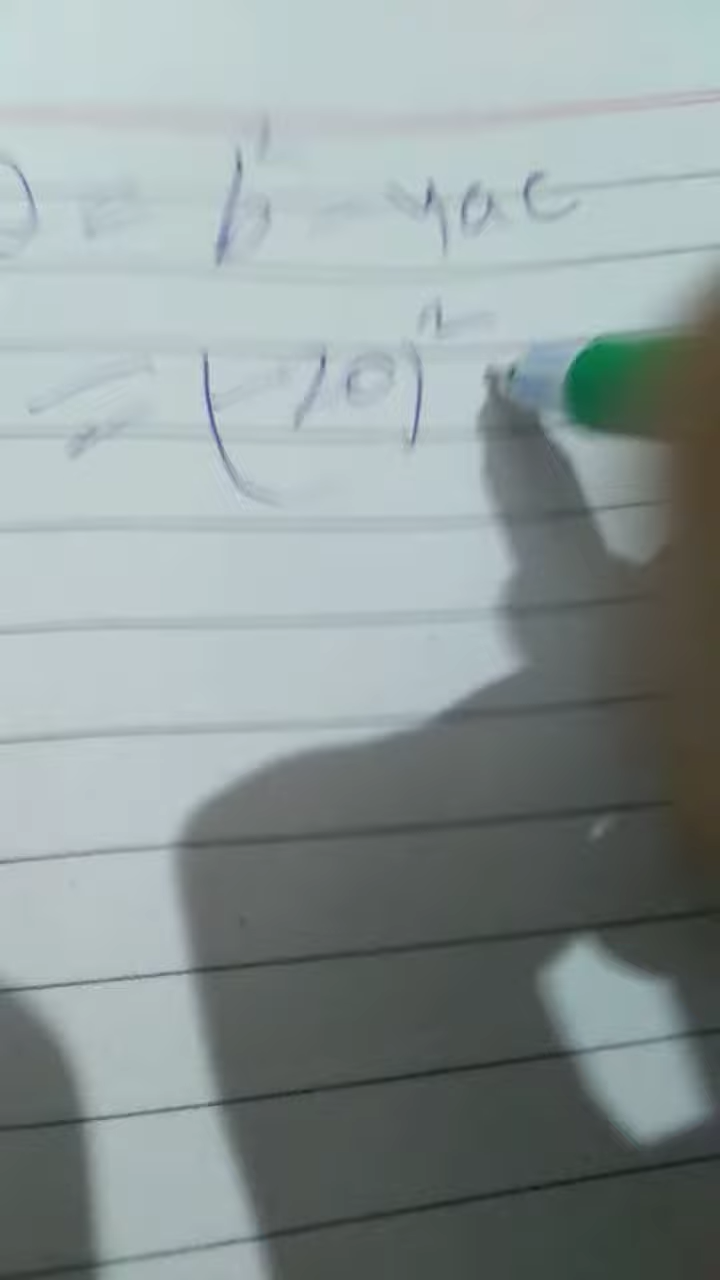 D = b² - 4ac
= (-10)²